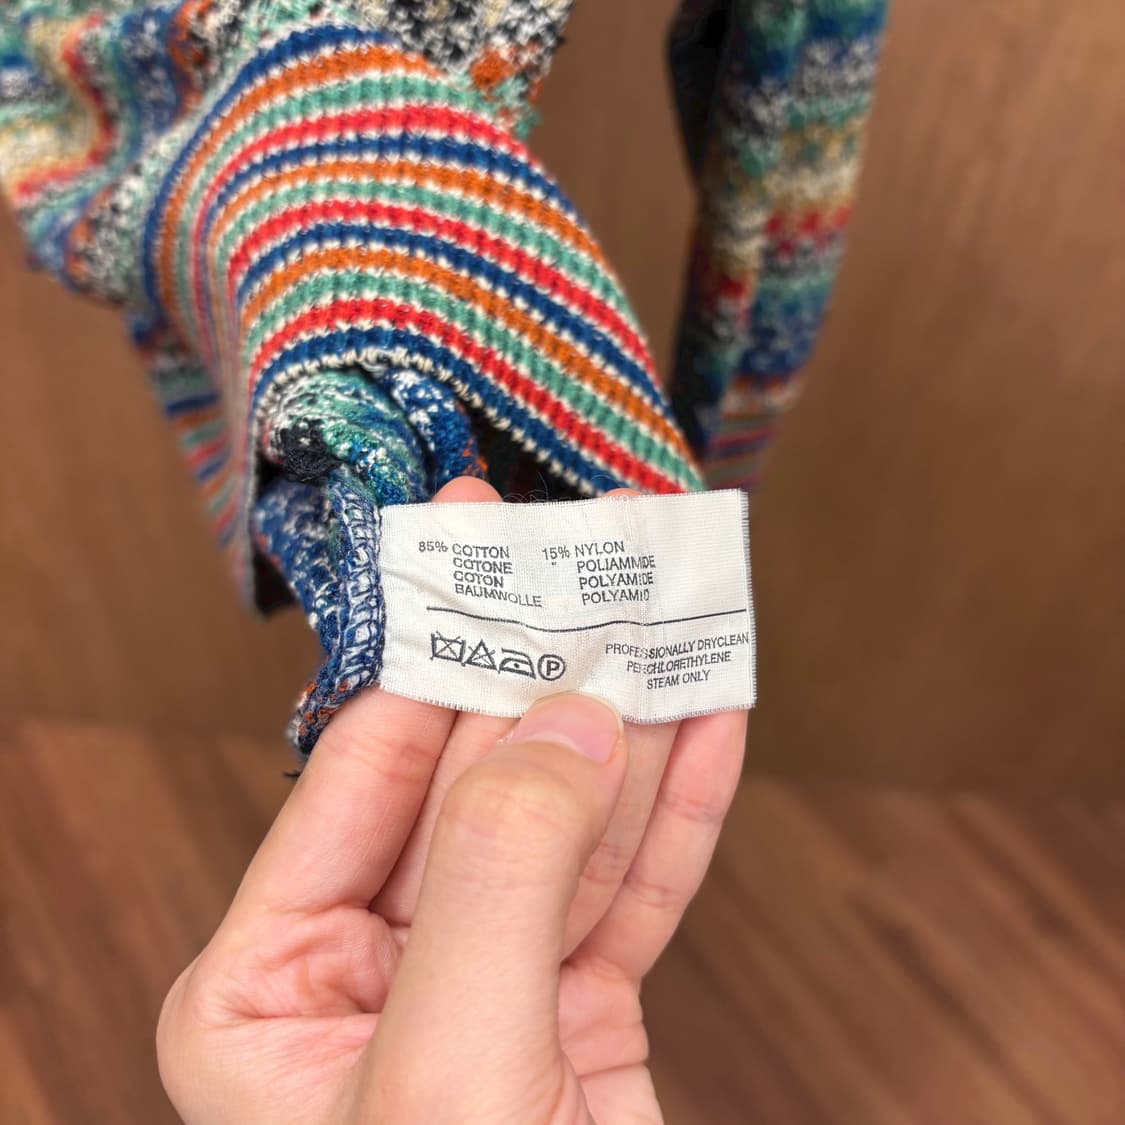 85% COTTON 15% NYLON
COTONE " POLIAMMIDE
COTON POLYAMIDE
BAUMWOLLE POLYAMID
P PROFESSIONALLY DRYCLEAN
PERCHLORETHYLENE
STEAM ONLY